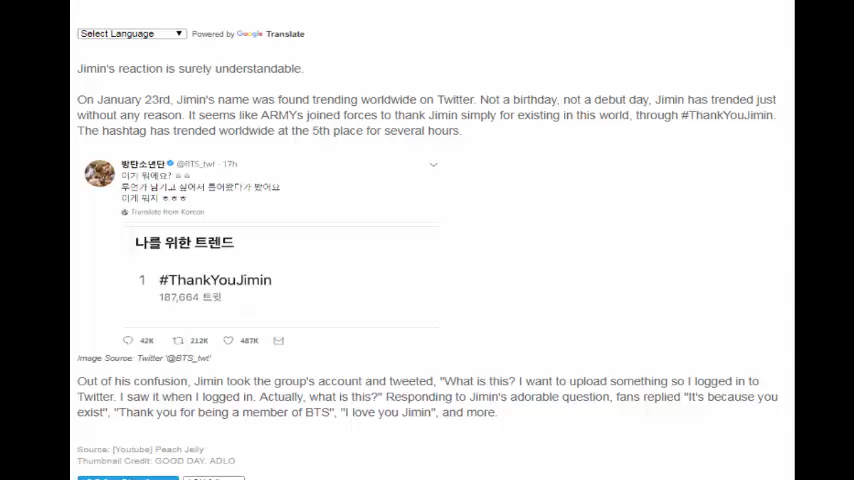 Select Language
Powered by Google Translate
Jimin's reaction is surely understandable.
On January 23rd, Jimin's name was found trending worldwide on Twitter. Not a birthday, not a debut day, Jimin has trended just
without any reason. It seems like ARMYs joined forces to thank Jimin simply for existing in this world, through #ThankYouJimin.
The hashtag has trended worldwide at the 5th place for several hours.
방탄소년단 @BTS_twt · 17h
이거 뭐에요? ㅎㅎ
무언가 남기고 싶어서 들어왔다가 봤어요
이게 뭐지 ㅎㅎㅎ
Translate from Korean
나를 위한 트렌드
1 #ThankYouJimin
187,664 트윗
42K 212K 487K
Image Source: Twitter '@BTS_twt'
Out of his confusion, Jimin took the group's account and tweeted, "What is this? I want to upload something so I logged in to
Twitter. I saw it when I logged in. Actually, what is this?" Responding to Jimin's adorable question, fans replied "It's because you
exist", "Thank you for being a member of BTS", "I love you Jimin", and more.
Source: [Youtube] Peach Jelly
Thumbnail Credit: GOOD DAY, ADLO